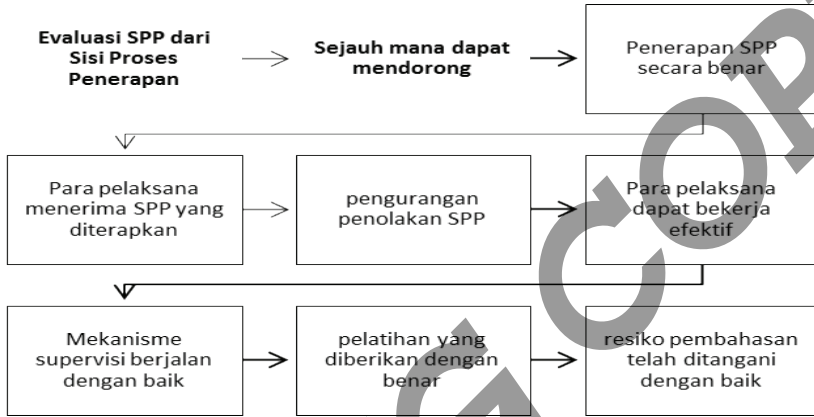 Evaluasi SPP dari
Sisi Proses
Penerapan
Sejauh mana dapat
mendorong
Penerapan SPP
secara benar
Para pelaksana
menerima SPP yang
diterapkan
pengurangan
penolakan SPP
Para pelaksana
dapat bekerja
efektif
Mekanisme
supervisi berjalan
dengan baik
pelatihan yang
diberikan dengan
benar
resiko pembahasan
telah ditangani
dengan baik
G COP